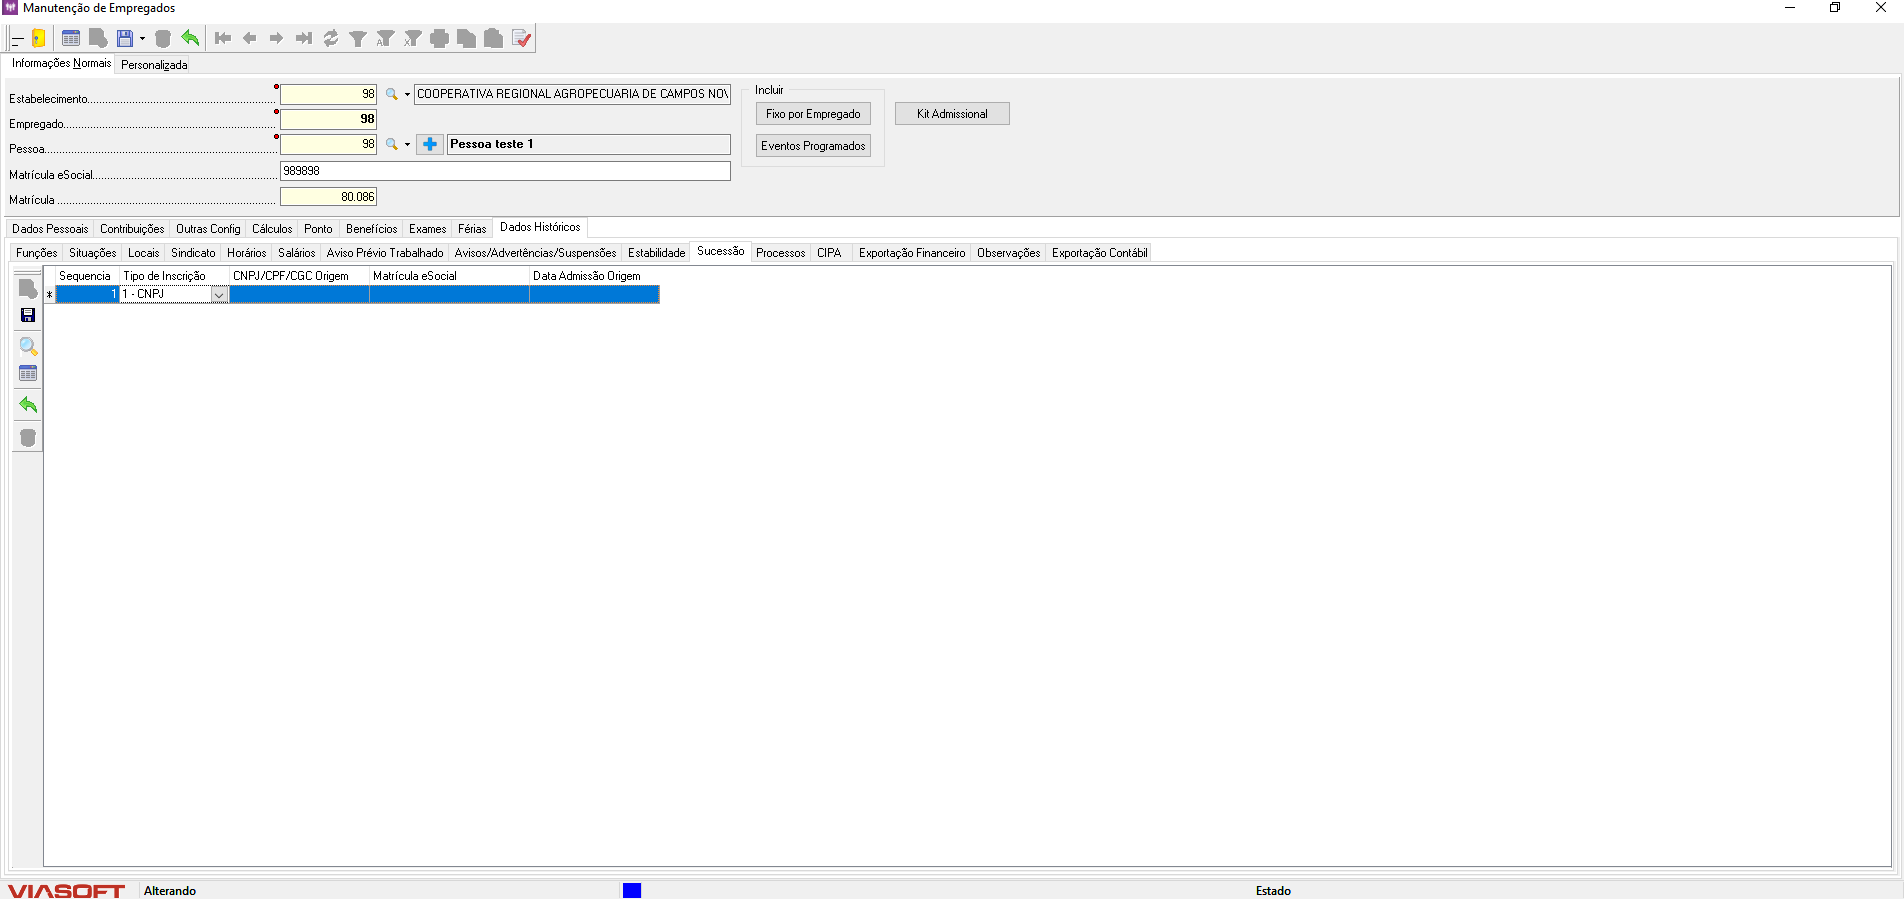 Manutenção de Empregados
Informações Normais Personalizada
Estabelecimento 98 COOPERATIVA REGIONAL AGROPECUARIA DE CAMPOS NOV
Empregado 98
Pessoa 98 Pessoa teste 1
Matrícula eSocial 989898
Matrícula 80.086
Incluir
Fixo por Empregado Kit Admissional
Eventos Programados
Dados Pessoais Contribuições Outras Config Cálculos Ponto Benefícios Exames Férias Dados Históricos
Funções Situações Locais Sindicato Horários Salários Aviso Prévio Trabalhado Avisos/Advertências/Suspensões Estabilidade Sucessão Processos CIPA Exportação Financeiro Observações Exportação Contábil
Sequencia Tipo de Inscrição CNPJ/CPF/CGC Origem Matrícula eSocial Data Admissão Origem
* 1 1 - CNPJ
VIASOFT Alterando Estado